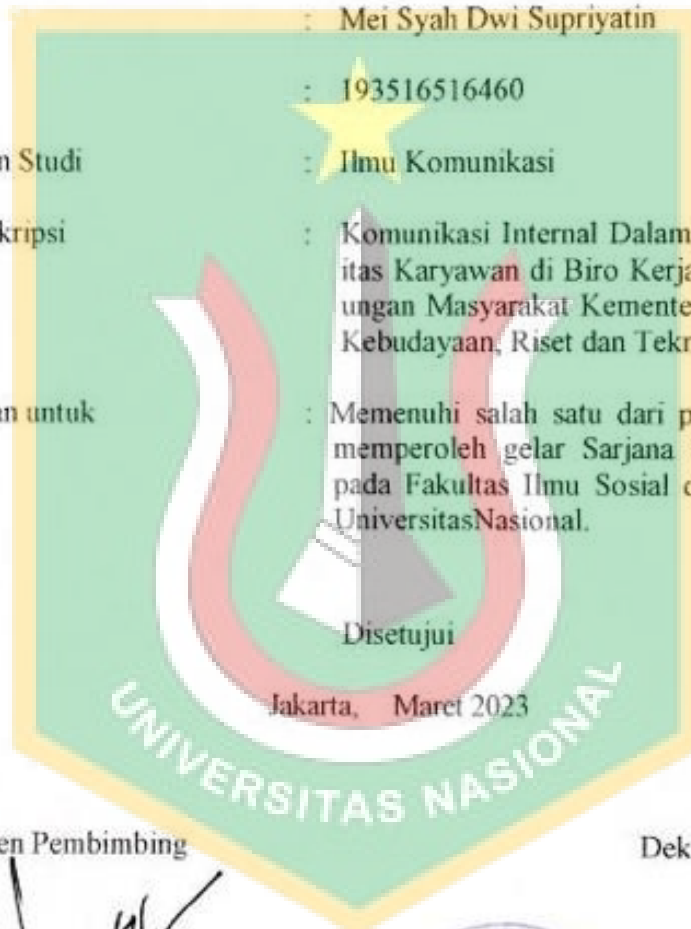 : Mei Syah Dwi Supriyatin
: 193516516460
n Studi : Ilmu Komunikasi
kripsi : Komunikasi Internal Dalam
itas Karyawan di Biro Kerja
ungan Masyarakat Kemente
Kebudayaan, Riset dan Tekn
an untuk : Memenuhi salah satu dari p
memperoleh gelar Sarjana
pada Fakultas Ilmu Sosial d
UniversitasNasional.
Disetujui
Jakarta, Maret 2023
UNIVERSITAS NASIONAL
en Pembimbing Dek